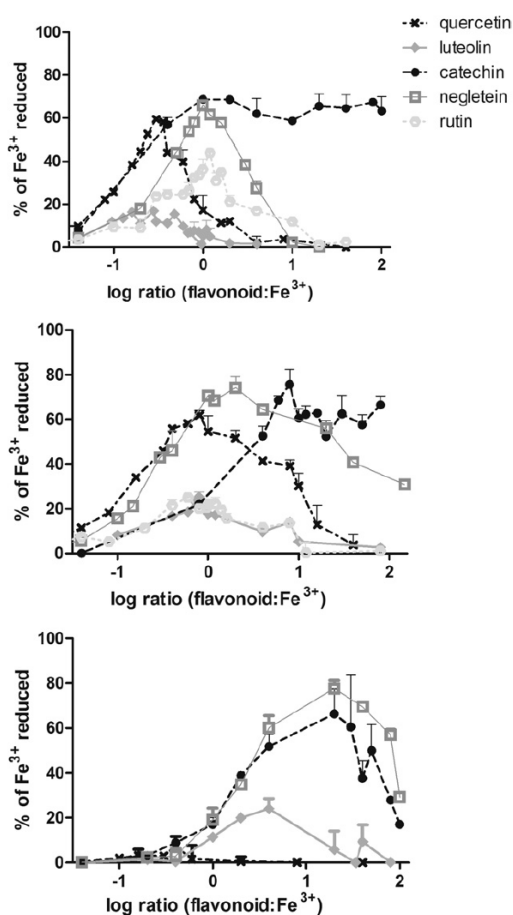 quercetin
luteolin
catechin
negletein
rutin
% of Fe3+ reduced
100
80
60
40
20
0
-1
0
1
2
log ratio (flavonoid:Fe3+)
% of Fe3+ reduced
100
80
60
40
20
0
-1
0
1
2
log ratio (flavonoid:Fe3+)
% of Fe3+ reduced
100
80
60
40
20
0
-1
0
1
2
log ratio (flavonoid:Fe3+)